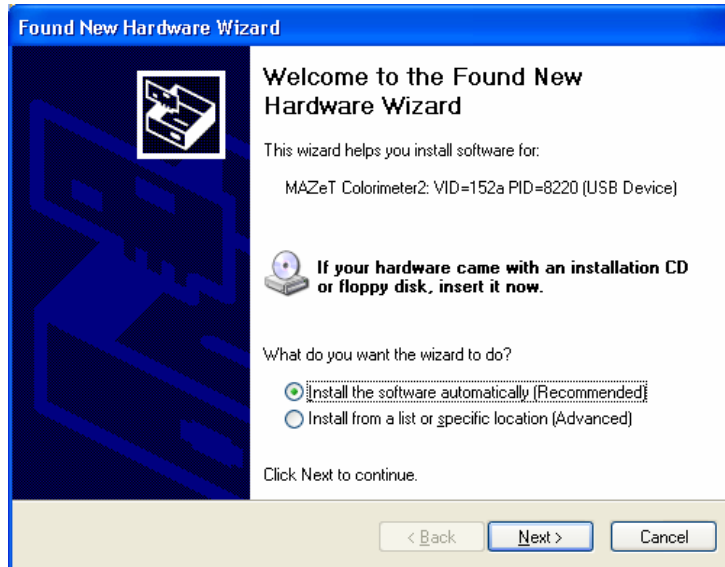 Found New Hardware Wizard
Welcome to the Found New
Hardware Wizard
This wizard helps you install software for:
MAZeT Colorimeter2: VID=152a PID=8220 (USB Device)
If your hardware came with an installation CD
or floppy disk, insert it now.
What do you want the wizard to do?
Install the software automatically (Recommended)
Install from a list or specific location (Advanced)
Click Next to continue.
< Back Next > Cancel